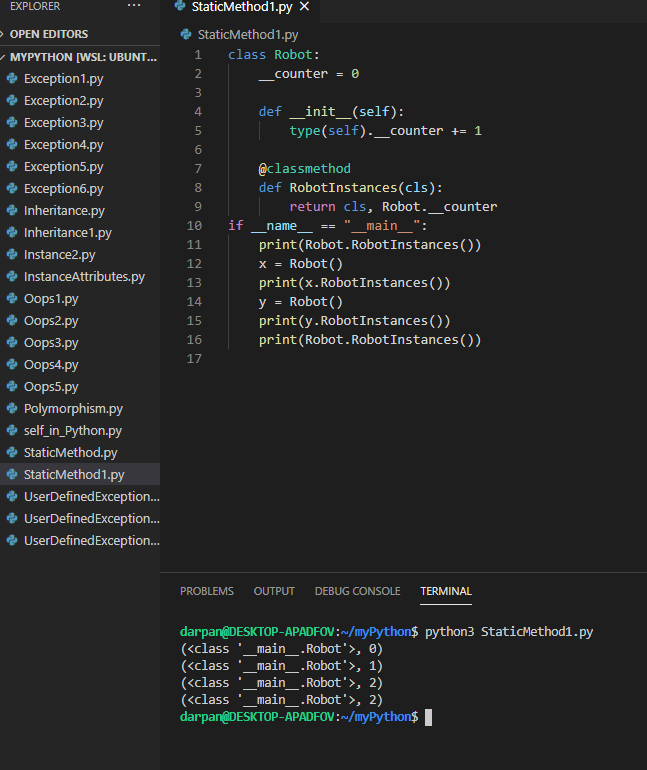 EXPLORER ...
OPEN EDITORS
MYPYTHON [WSL: UBUNT...
Exception1.py
Exception2.py
Exception3.py
Exception4.py
Exception5.py
Exception6.py
Inheritance.py
Inheritance1.py
Instance2.py
InstanceAttributes.py
Oops1.py
Oops2.py
Oops3.py
Oops4.py
Oops5.py
Polymorphism.py
self_in_Python.py
StaticMethod.py
StaticMethod1.py
UserDefinedException...
UserDefinedException...
UserDefinedException...
StaticMethod1.py
StaticMethod1.py
1 class Robot:
2     __counter = 0
3
4     def __init__(self):
5         type(self).__counter += 1
6
7     @classmethod
8     def RobotInstances(cls):
9         return cls, Robot.__counter
10 if __name__ == "__main__":
11     print(Robot.RobotInstances())
12     x = Robot()
13     print(x.RobotInstances())
14     y = Robot()
15     print(y.RobotInstances())
16     print(Robot.RobotInstances())
17
PROBLEMS OUTPUT DEBUG CONSOLE TERMINAL
darpan@DESKTOP-APADFOV:~/myPython$ python3 StaticMethod1.py
(<class '__main__.Robot'>, 0)
(<class '__main__.Robot'>, 1)
(<class '__main__.Robot'>, 2)
(<class '__main__.Robot'>, 2)
darpan@DESKTOP-APADFOV:~/myPython$